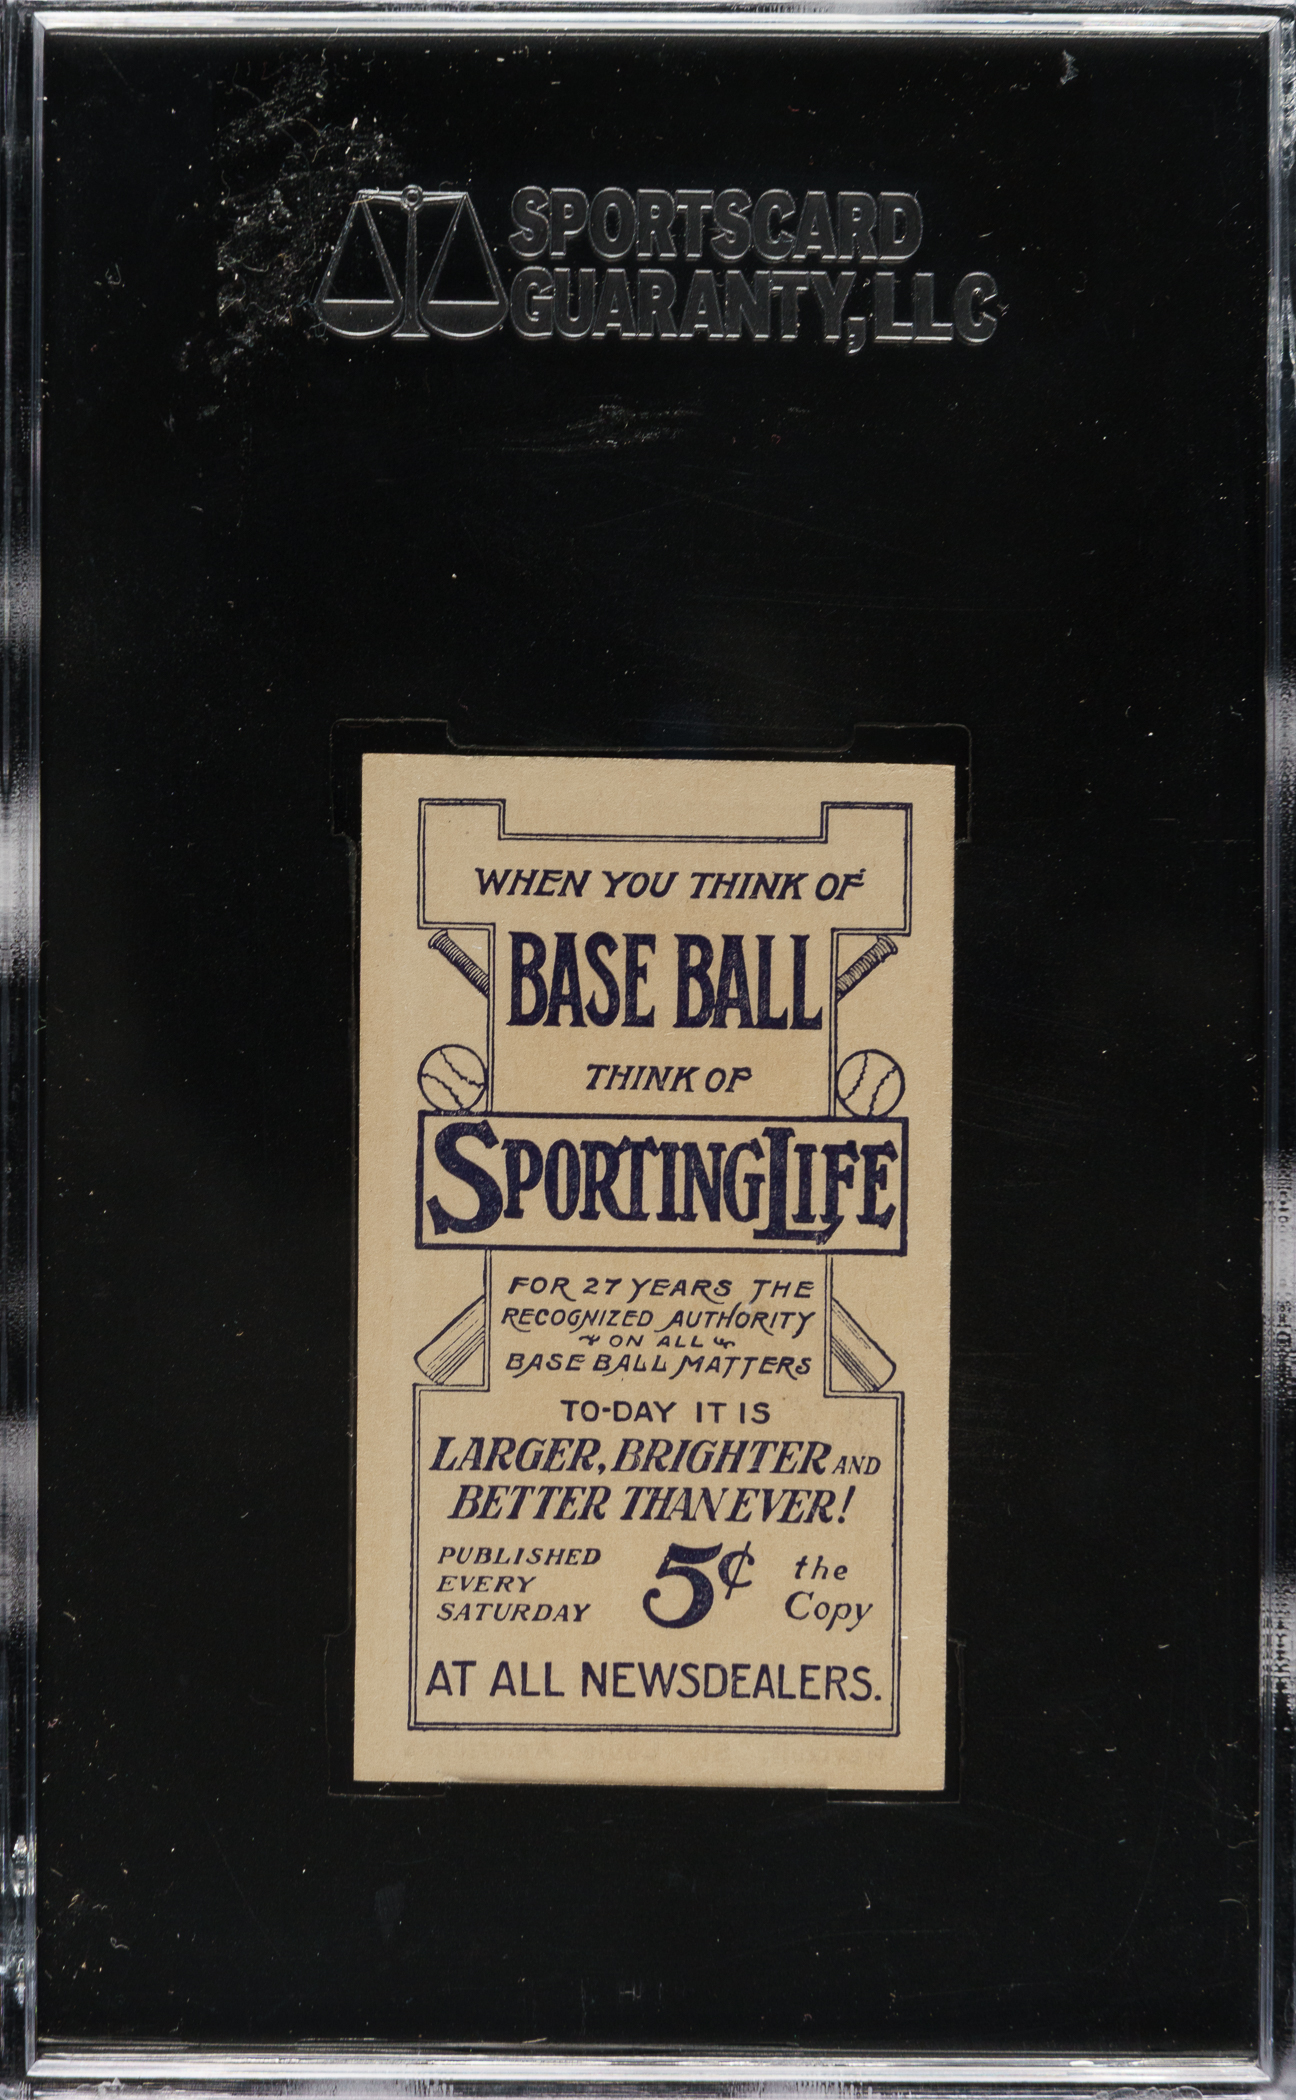 SPORTSCARD
GUARANTY, LLC
WHEN YOU THINK OF
BASE BALL
THINK OF
SPORTING LIFE
FOR 27 YEARS THE
RECOGNIZED AUTHORITY
ON ALL
BASE BALL MATTERS
TO-DAY IT IS
LARGER, BRIGHTER AND
BETTER THAN EVER!
PUBLISHED
EVERY
SATURDAY
5¢
the
Copy
AT ALL NEWSDEALERS.